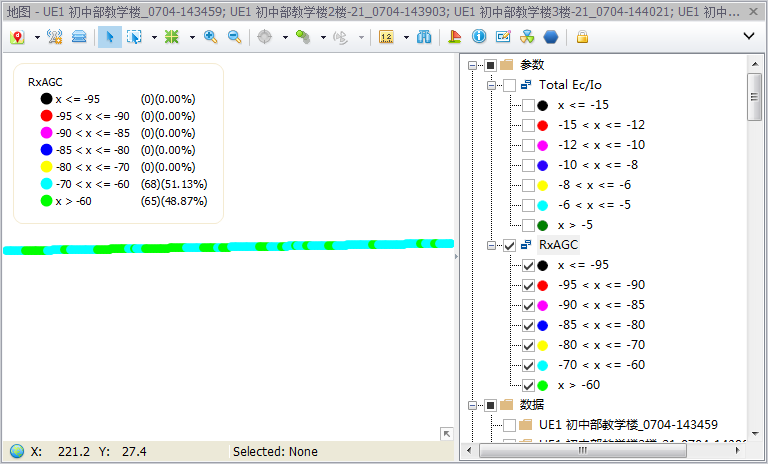 地图 - UE1 初中部教学楼_0704-143459; UE1 初中部教学楼2楼-21_0704-143903; UE1 初中部教学楼3楼-21_0704-144021; UE1 初中...
1.2
RxAGC
x <= -95 (0)(0.00%)
-95 < x <= -90 (0)(0.00%)
-90 < x <= -85 (0)(0.00%)
-85 < x <= -80 (0)(0.00%)
-80 < x <= -70 (0)(0.00%)
-70 < x <= -60 (68)(51.13%)
x > -60 (65)(48.87%)
参数
Total Ec/Io
x <= -15
-15 < x <= -12
-12 < x <= -10
-10 < x <= -8
-8 < x <= -6
-6 < x <= -5
x > -5
RxAGC
x <= -95
-95 < x <= -90
-90 < x <= -85
-85 < x <= -80
-80 < x <= -70
-70 < x <= -60
x > -60
数据
UE1 初中部教学楼_0704-143459
X: 221.2 Y: 27.4 Selected: None